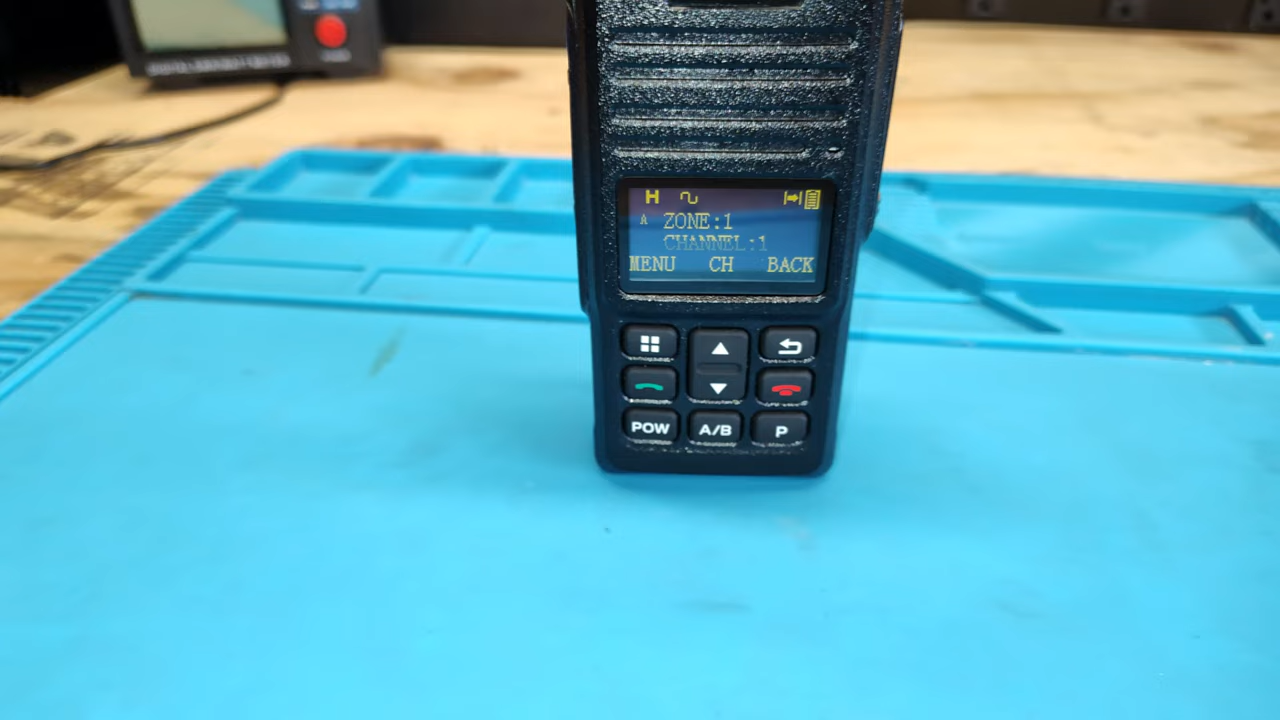 H
A ZONE:1
CHANNEL:1
MENU CH BACK
POW A/B P